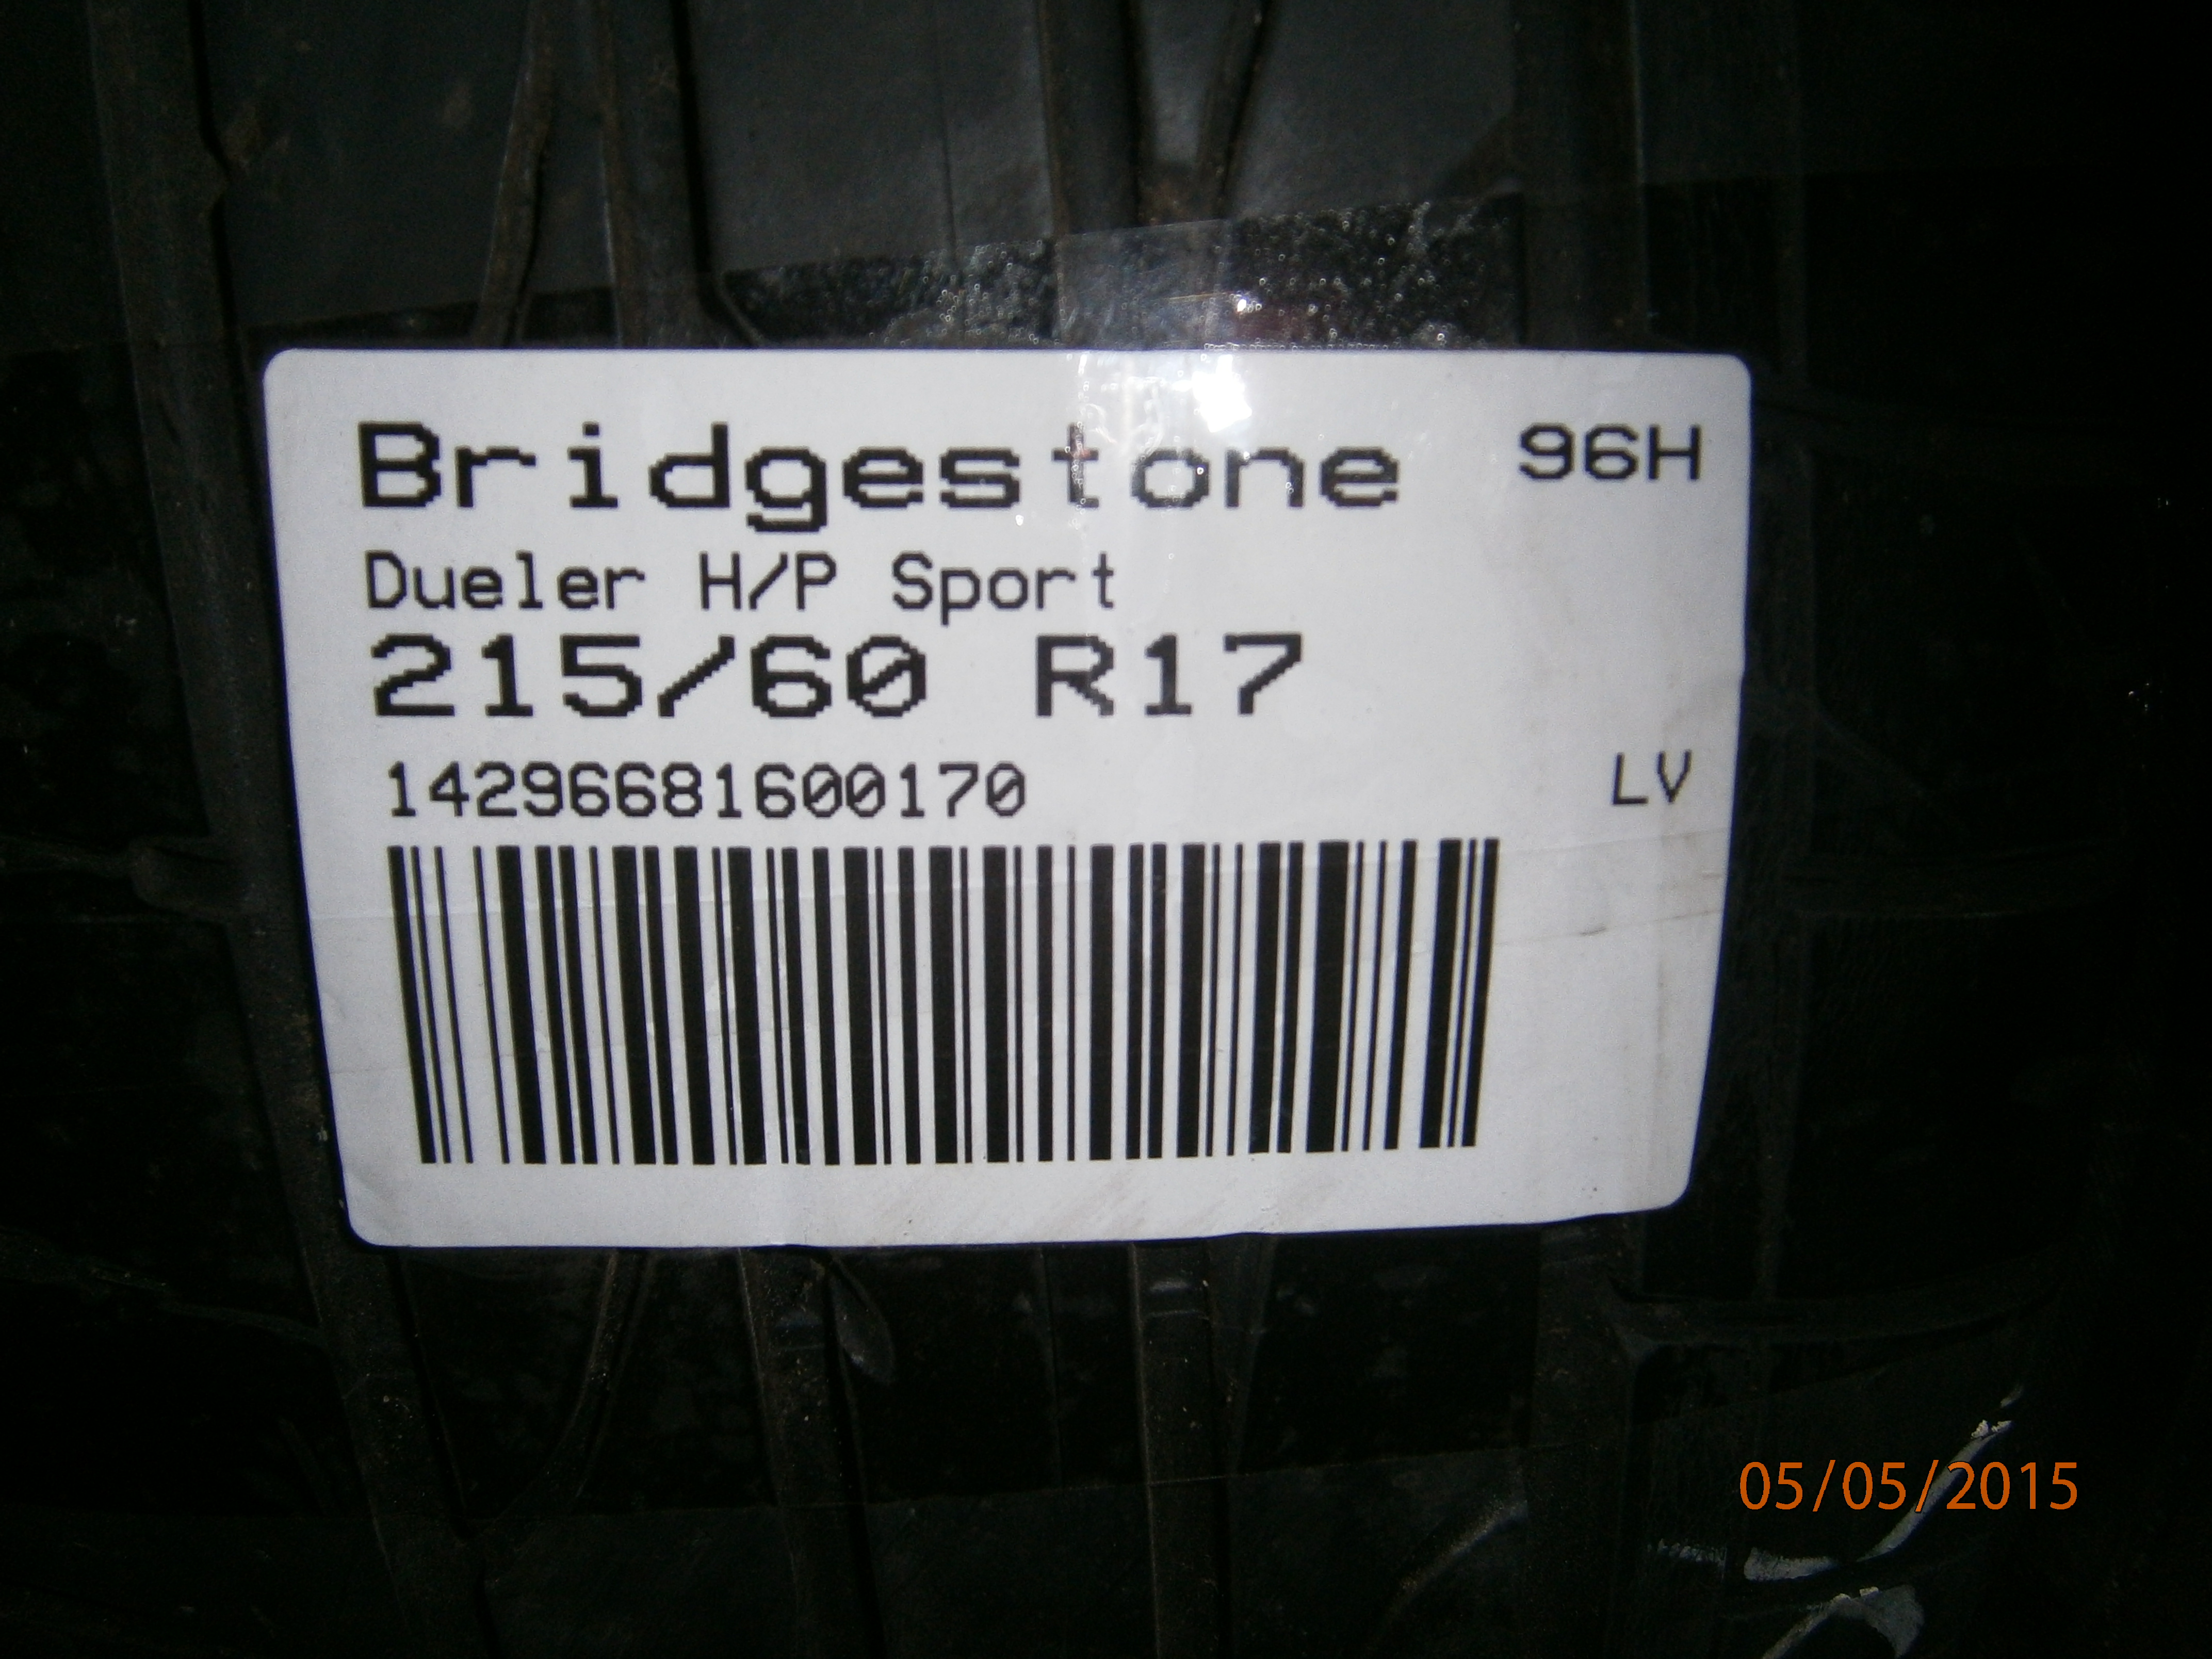 Bridgestone 96H
Dueler H/P Sport
215/60 R17
14296681600170 LV
05/05/2015